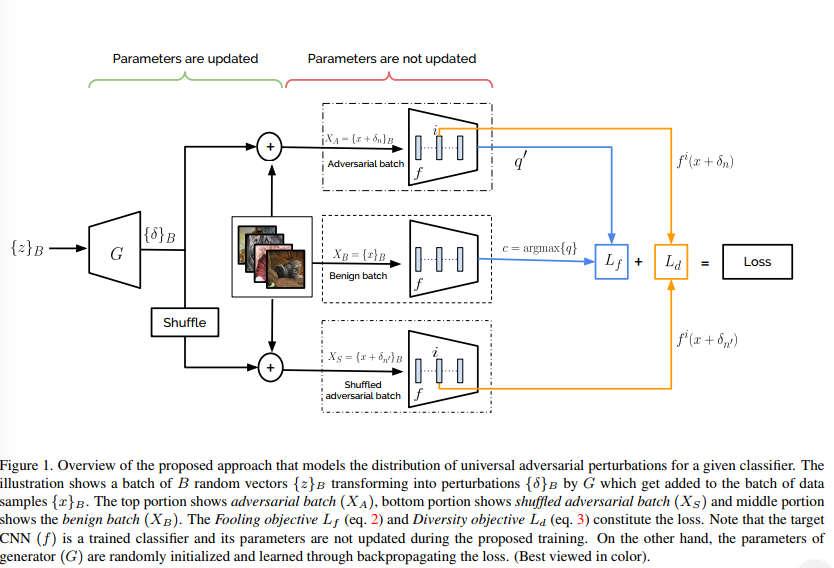 Parameters are updated
Parameters are not updated
X_A = {x + δ_n}_B
Adversarial batch
i
f
q′
f^i(x + δ_n)
{z}_B
G
{δ}_B
X_B = {x}_B
Benign batch
f
c = argmax{q}
L_f + L_d = Loss
Shuffle
X_S = {x + δ_n′}_B
Shuffled
adversarial batch
i
f
f^i(x + δ_n′)
+
+
Figure 1. Overview of the proposed approach that models the distribution of universal adversarial perturbations for a given classifier. The
illustration shows a batch of B random vectors {z}_B transforming into perturbations {δ}_B by G which get added to the batch of data
samples {x}_B. The top portion shows adversarial batch (X_A), bottom portion shows shuffled adversarial batch (X_S) and middle portion
shows the benign batch (X_B). The Fooling objective L_f (eq. 2) and Diversity objective L_d (eq. 3) constitute the loss. Note that the target
CNN (f) is a trained classifier and its parameters are not updated during the proposed training. On the other hand, the parameters of
generator (G) are randomly initialized and learned through backpropagating the loss. (Best viewed in color).